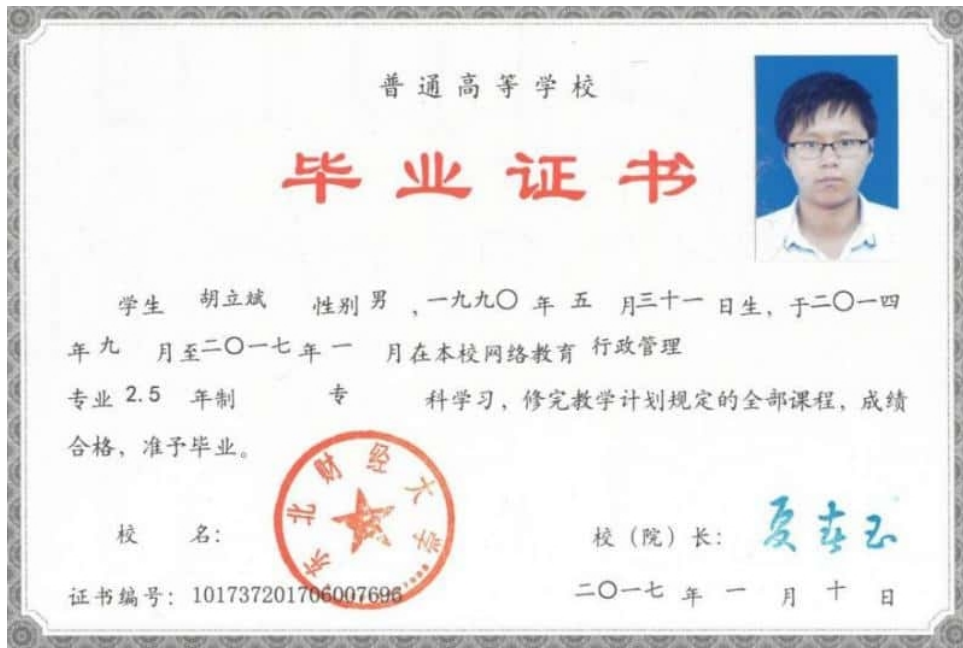 普通高等学校
毕业证书
学生 胡立斌 性别 男 ,一九九〇 年 五 月三十一 日生,于二〇一四
年九 月至二〇一七年一 月在本校网络教育 行政管理
专业 2.5 年制 专 科学习,修完教学计划规定的全部课程,成绩
合格,准予毕业。
东北财经大学
校 名:
校(院)长: 夏春玉
证书编号:101737201706007696
二〇一七 年 一 月 十 日